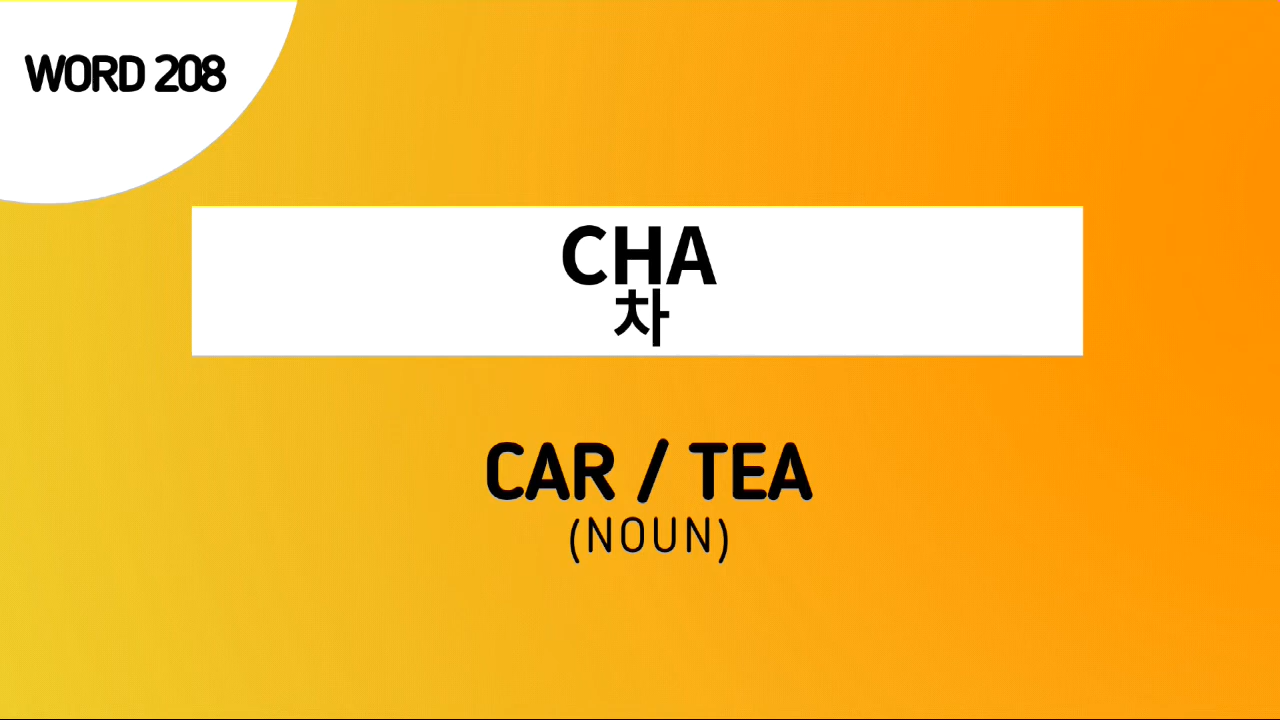 WORD 208
CHA
차
CAR / TEA
(NOUN)